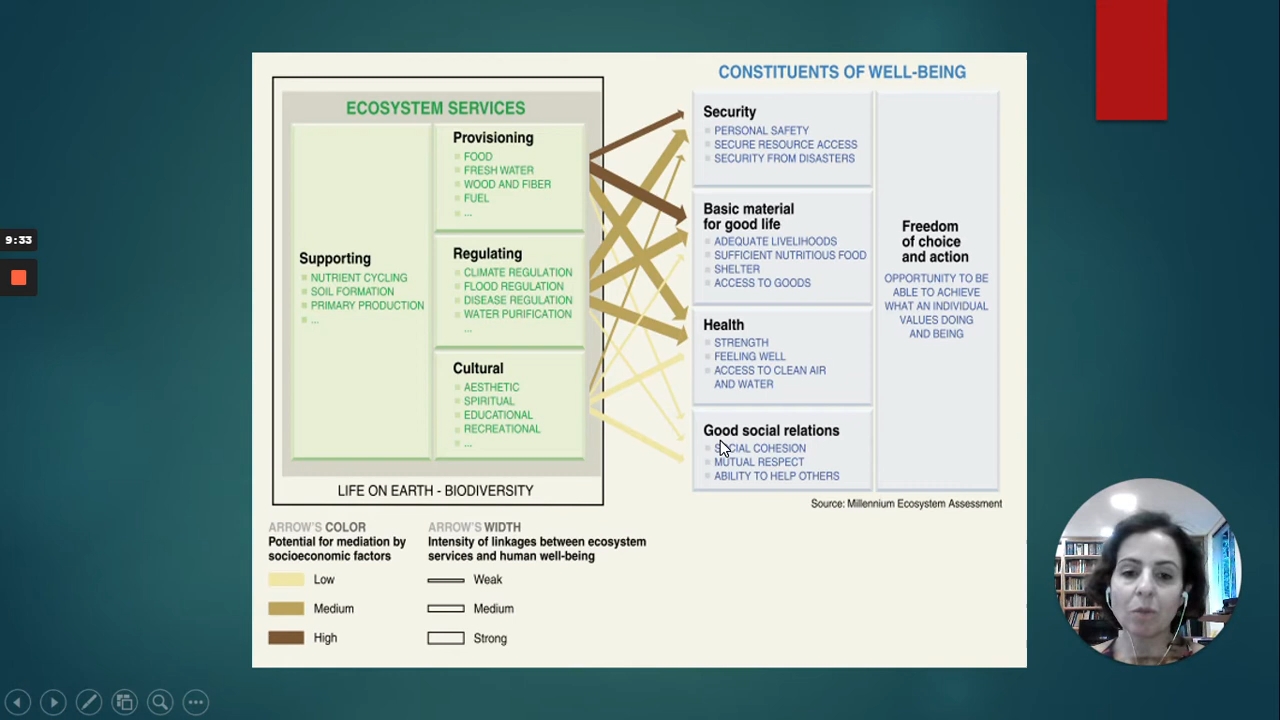 CONSTITUENTS OF WELL-BEING
ECOSYSTEM SERVICES
Supporting
NUTRIENT CYCLING
SOIL FORMATION
PRIMARY PRODUCTION
...
Provisioning
FOOD
FRESH WATER
WOOD AND FIBER
FUEL
...
Regulating
CLIMATE REGULATION
FLOOD REGULATION
DISEASE REGULATION
WATER PURIFICATION
...
Cultural
AESTHETIC
SPIRITUAL
EDUCATIONAL
RECREATIONAL
...
LIFE ON EARTH - BIODIVERSITY
Security
PERSONAL SAFETY
SECURE RESOURCE ACCESS
SECURITY FROM DISASTERS
Basic material
for good life
ADEQUATE LIVELIHOODS
SUFFICIENT NUTRITIOUS FOOD
SHELTER
ACCESS TO GOODS
Health
STRENGTH
FEELING WELL
ACCESS TO CLEAN AIR
AND WATER
Good social relations
SOCIAL COHESION
MUTUAL RESPECT
ABILITY TO HELP OTHERS
Freedom
of choice
and action
OPPORTUNITY TO BE
ABLE TO ACHIEVE
WHAT AN INDIVIDUAL
VALUES DOING
AND BEING
Source: Millennium Ecosystem Assessment
ARROW'S COLOR
Potential for mediation by
socioeconomic factors
Low
Medium
High
ARROW'S WIDTH
Intensity of linkages between ecosystem
services and human well-being
Weak
Medium
Strong
9:33